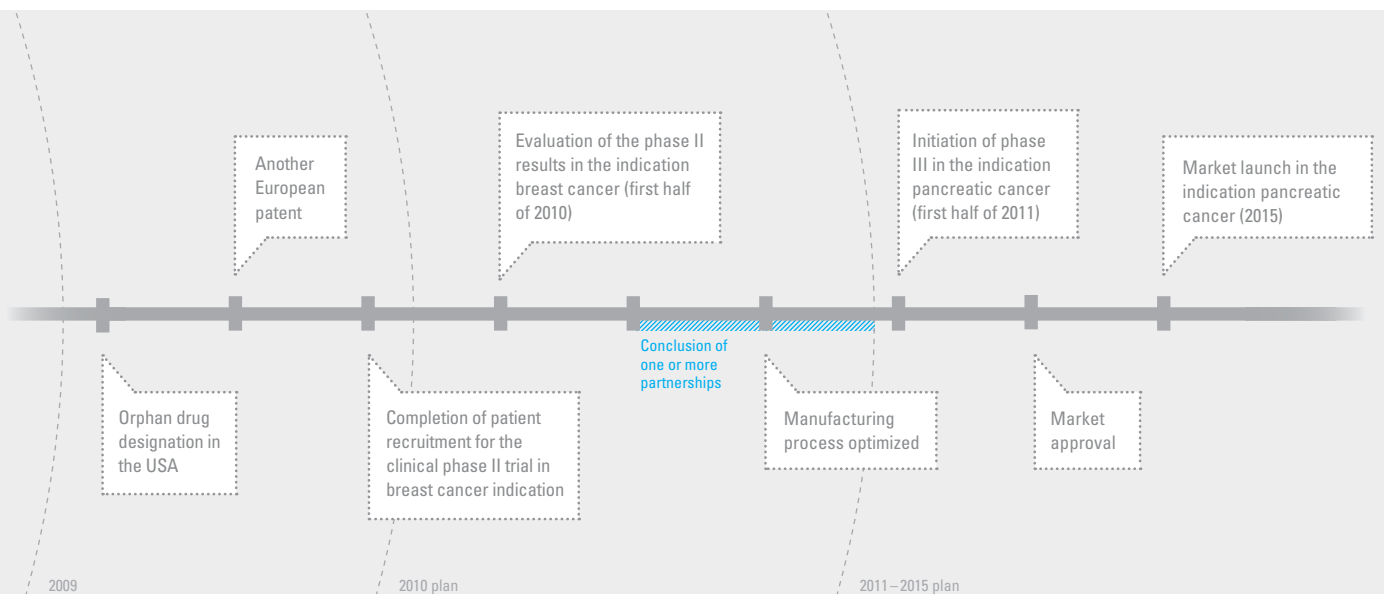 Another
European
patent
Evaluation of the phase II
results in the indication
breast cancer (first half
of 2010)
Initiation of phase
III in the indication
pancreatic cancer
(first half of 2011)
Market launch in the
indication pancreatic
cancer (2015)
Conclusion of
one or more
partnerships
Orphan drug
designation in
the USA
Completion of patient
recruitment for the
clinical phase II trial in
breast cancer indication
Manufacturing
process optimized
Market
approval
2009
2010 plan
2011–2015 plan